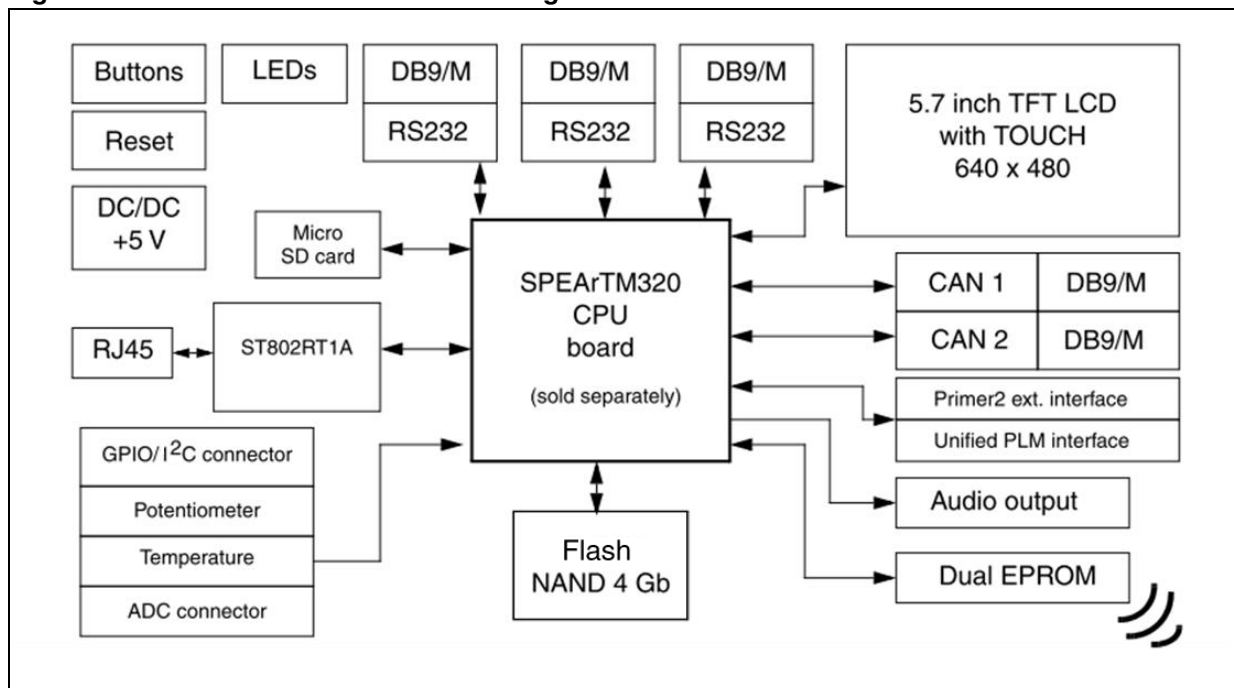 Buttons
LEDs
DB9/M
DB9/M
DB9/M
RS232
RS232
RS232
5.7 inch TFT LCD
with TOUCH
640 x 480
Reset
DC/DC
+5 V
Micro
SD card
SPEArTM320
CPU
board
(sold separately)
CAN 1
DB9/M
CAN 2
DB9/M
RJ45
ST802RT1A
Primer2 ext. interface
Unified PLM interface
GPIO/I²C connector
Potentiometer
Temperature
ADC connector
Audio output
Flash
NAND 4 Gb
Dual EPROM